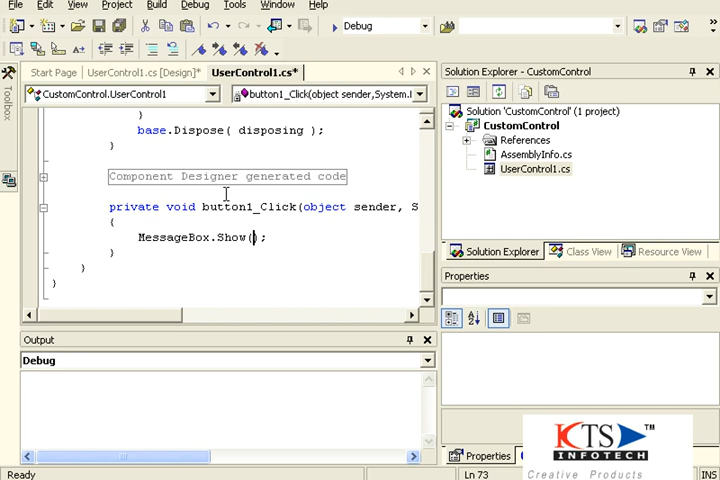 File Edit View Project Build Debug Tools Window Help
Debug
Start Page UserControl1.cs [Design]* UserControl1.cs*
CustomControl.UserControl1
button1_Click(object sender,System.
}
base.Dispose( disposing );
}
Component Designer generated code
private void button1_Click(object sender, S
{
MessageBox.Show();
}
}
}
Toolbox
Solution Explorer - CustomControl
Solution 'CustomControl' (1 project)
CustomControl
References
AssemblyInfo.cs
UserControl1.cs
Solution Explorer Class View Resource View
Properties
Output
Debug
Properties
Ready
Ln 73
INS
KTS TM
INFOTECH
Creative Products